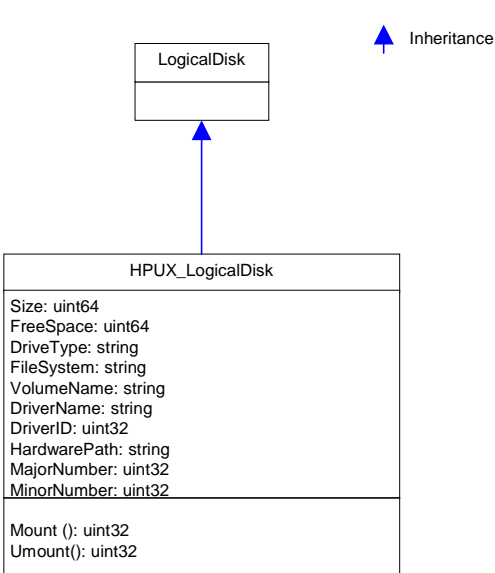 Inheritance
LogicalDisk
HPUX_LogicalDisk
Size: uint64
FreeSpace: uint64
DriveType: string
FileSystem: string
VolumeName: string
DriverName: string
DriverID: uint32
HardwarePath: string
MajorNumber: uint32
MinorNumber: uint32
Mount (): uint32
Umount(): uint32